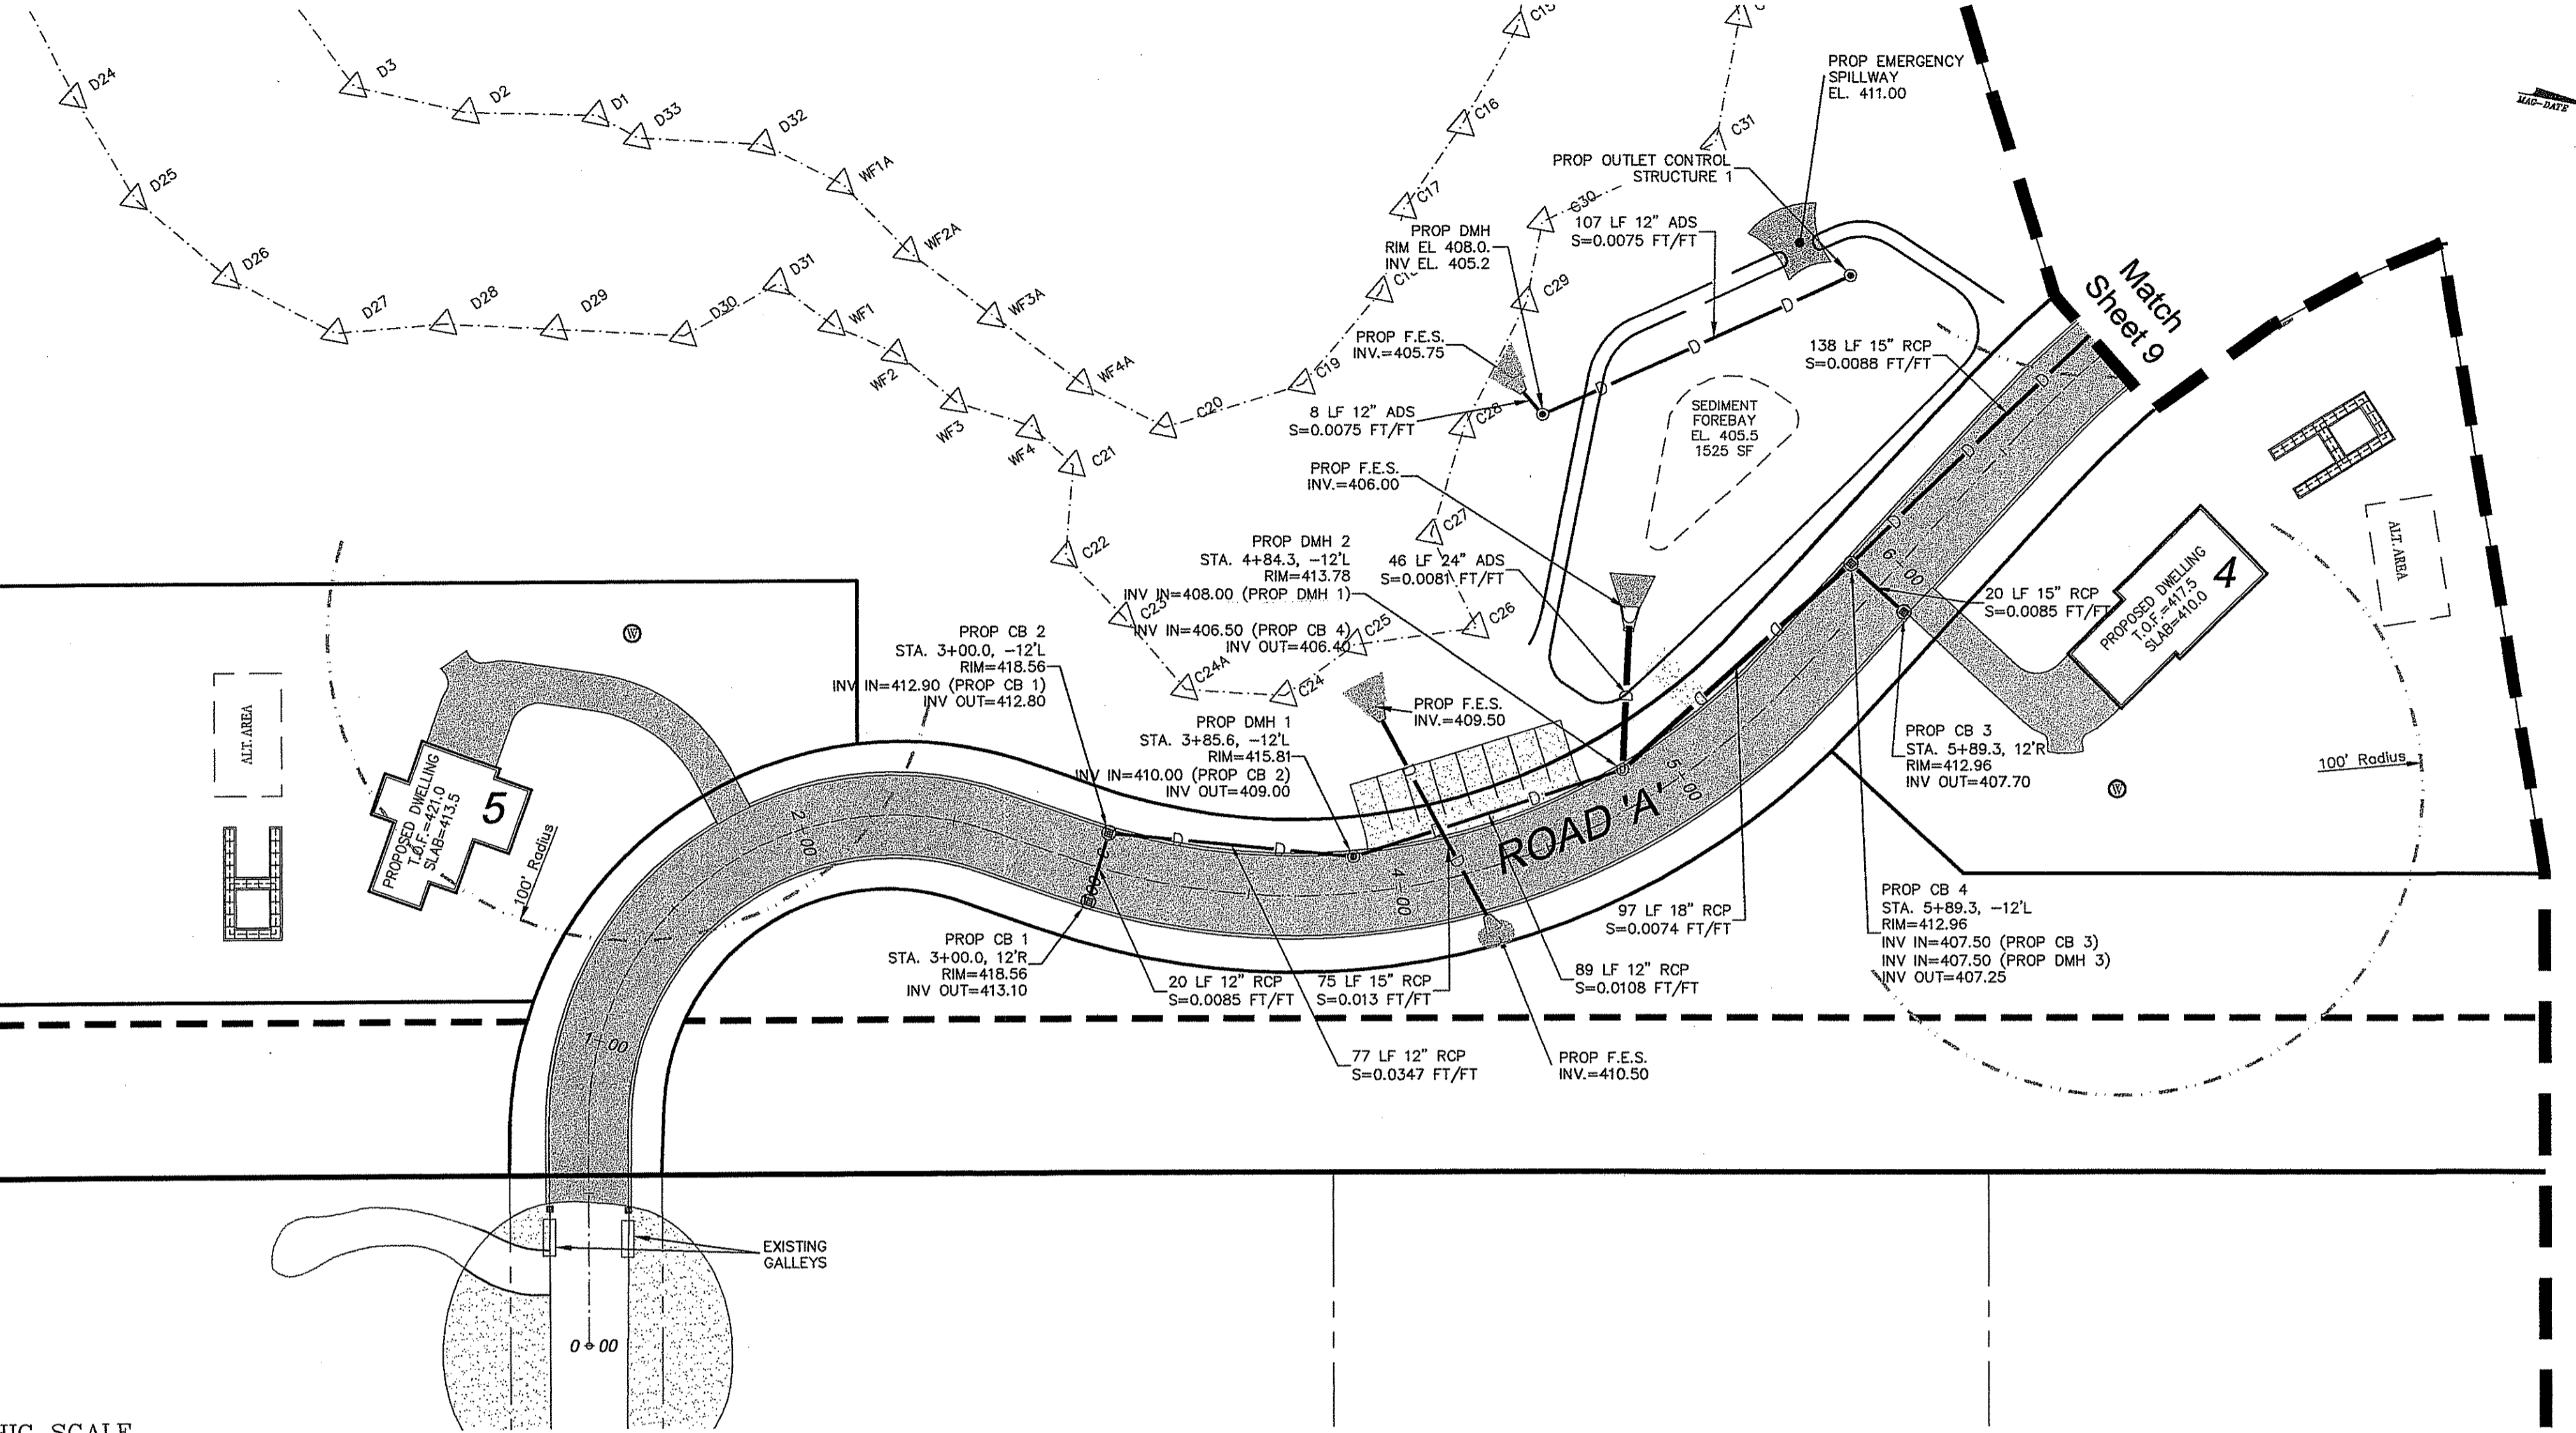 D24
D3
D2
D1
D33
D32
WF1A
D25
WF2A
D26
D31
D27
D28
D29
D30
WF1
WF3A
WF2
WF4A
WF3
WF4
C21
C20
C19
C17
C16
C15
C22
C23
C24A
C24
C25
C26
C27
C28
C29
C30
C31
PROP EMERGENCY
SPILLWAY
EL. 411.00
MAG-DATE
PROP OUTLET CONTROL
STRUCTURE 1
107 LF 12" ADS
S=0.0075 FT/FT
PROP DMH
RIM EL 408.0
INV EL. 405.2
PROP F.E.S.
INV.=405.75
8 LF 12" ADS
S=0.0075 FT/FT
PROP F.E.S.
INV.=406.00
SEDIMENT
FOREBAY
EL. 405.5
1525 SF
138 LF 15" RCP
S=0.0088 FT/FT
Match
Sheet 9
PROP DMH 2
STA. 4+84.3, -12'L
RIM=413.78
INV IN=408.00 (PROP DMH 1)
INV IN=406.50 (PROP CB 4)
INV OUT=406.40
46 LF 24" ADS
S=0.0081 FT/FT
PROP CB 2
STA. 3+00.0, -12'L
RIM=418.56
INV IN=412.90 (PROP CB 1)
INV OUT=412.80
PROP DMH 1
STA. 3+85.6, -12'L
RIM=415.81
INV IN=410.00 (PROP CB 2)
INV OUT=409.00
PROP F.E.S.
INV.=409.50
20 LF 15" RCP
S=0.0085 FT/FT
PROPOSED DWELLING
T.O.F.=417.5
SLAB=410.0
4
ALT. AREA
100' Radius
PROP CB 3
STA. 5+89.3, 12'R
RIM=412.96
INV OUT=407.70
W
W
ALT. AREA
PROPOSED DWELLING
T.O.F.=421.0
SLAB=413.5
5
100' Radius
ROAD 'A'
0+00
1+00
2+00
4+00
5+00
6+00
PROP CB 1
STA. 3+00.0, 12'R
RIM=418.56
INV OUT=413.10
20 LF 12" RCP
S=0.0085 FT/FT
75 LF 15" RCP
S=0.013 FT/FT
97 LF 18" RCP
S=0.0074 FT/FT
89 LF 12" RCP
S=0.0108 FT/FT
PROP CB 4
STA. 5+89.3, -12'L
RIM=412.96
INV IN=407.50 (PROP CB 3)
INV IN=407.50 (PROP DMH 3)
INV OUT=407.25
77 LF 12" RCP
S=0.0347 FT/FT
PROP F.E.S.
INV.=410.50
EXISTING
GALLEYS
SCALE